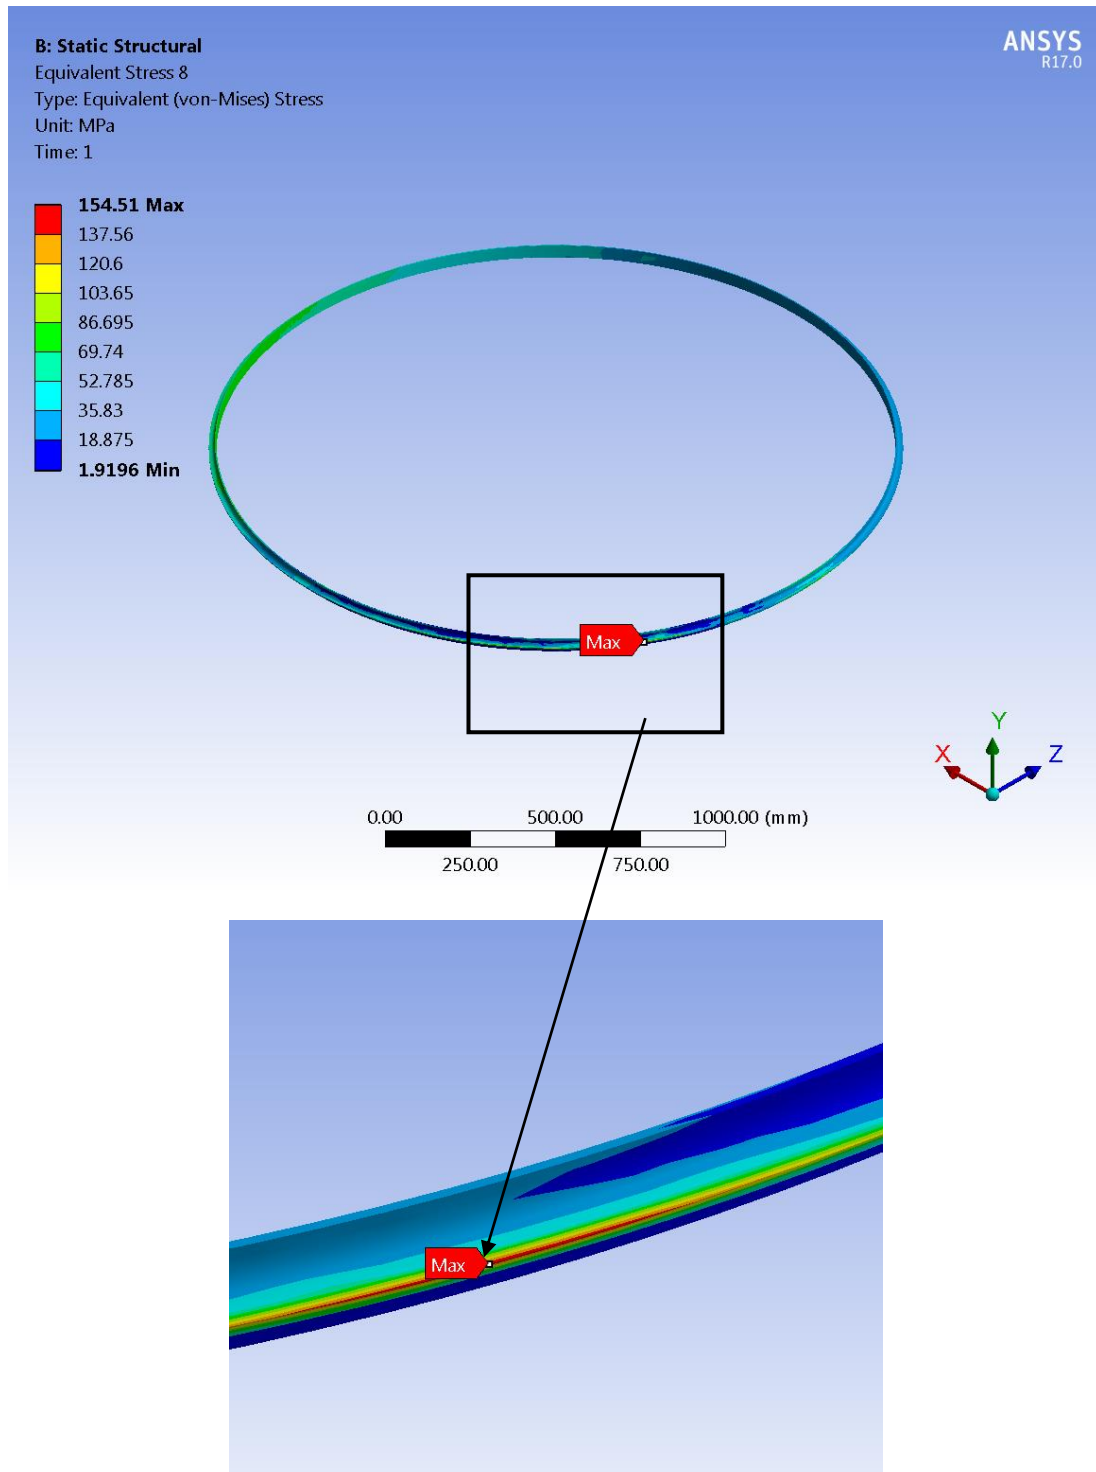 B: Static Structural
Equivalent Stress 8
Type: Equivalent (von-Mises) Stress
Unit: MPa
Time: 1
ANSYS
R17.0
154.51 Max
137.56
120.6
103.65
86.695
69.74
52.785
35.83
18.875
1.9196 Min
Max
Y
X
Z
0.00 500.00 1000.00 (mm)
250.00 750.00
Max